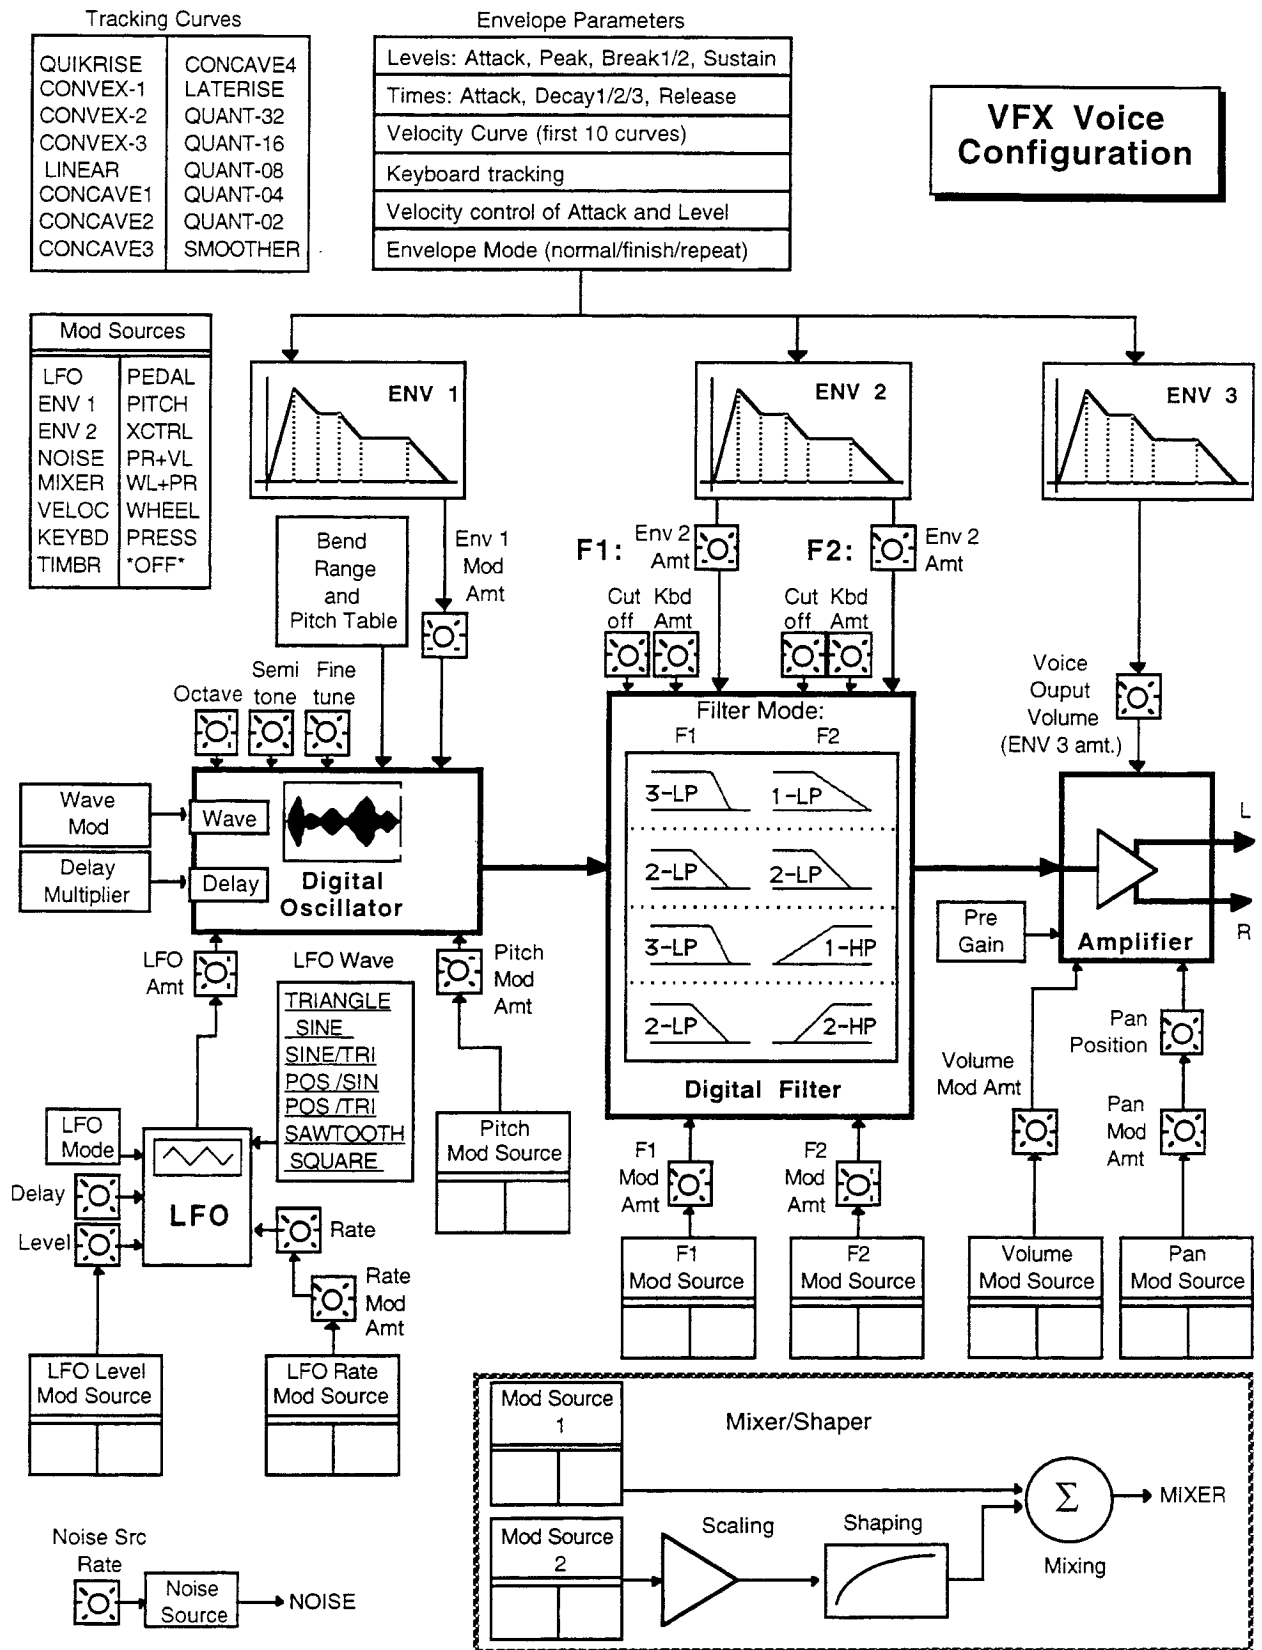 Tracking Curves
QUIKRISE CONCAVE4
CONVEX-1 LATERISE
CONVEX-2 QUANT-32
CONVEX-3 QUANT-16
LINEAR QUANT-08
CONCAVE1 QUANT-04
CONCAVE2 QUANT-02
CONCAVE3 SMOOTHER
Envelope Parameters
Levels: Attack, Peak, Break1/2, Sustain
Times: Attack, Decay1/2/3, Release
Velocity Curve (first 10 curves)
Keyboard tracking
Velocity control of Attack and Level
Envelope Mode (normal/finish/repeat)
VFX Voice
Configuration
Mod Sources
LFO PEDAL
ENV 1 PITCH
ENV 2 XCTRL
NOISE PR+VL
MIXER WL+PR
VELOC WHEEL
KEYBD PRESS
TIMBR *OFF*
ENV 1
ENV 2
ENV 3
Bend
Range
and
Pitch Table
Env 1
Mod
Amt
F1:
Env 2
Amt
F2:
Env 2
Amt
Cut
off
Kbd
Amt
Cut
off
Kbd
Amt
Octave
Semi
tone
Fine
tune
Voice
Ouput
Volume
(ENV 3 amt.)
Filter Mode:
F1 F2
3-LP 1-LP
2-LP 2-LP
3-LP 1-HP
2-LP 2-HP
Digital Filter
Wave
Mod
Wave
Delay
Multiplier
Delay
Digital
Oscillator
L
R
Pre
Gain
Amplifier
LFO
Amt
LFO Wave
TRIANGLE
SINE
SINE/TRI
POS /SIN
POS /TRI
SAWTOOTH
SQUARE
Pitch
Mod
Amt
Pitch
Mod Source
Volume
Mod Amt
Pan
Position
Pan
Mod
Amt
LFO
Mode
Delay
Level
LFO
Rate
Rate
Mod
Amt
F1
Mod
Amt
F2
Mod
Amt
F1
Mod Source
F2
Mod Source
Volume
Mod Source
Pan
Mod Source
LFO Level
Mod Source
LFO Rate
Mod Source
Mod Source
1
Mixer/Shaper
Mod Source
2
Scaling
Shaping
Σ
Mixing
MIXER
Noise Src
Rate
Noise
Source
NOISE